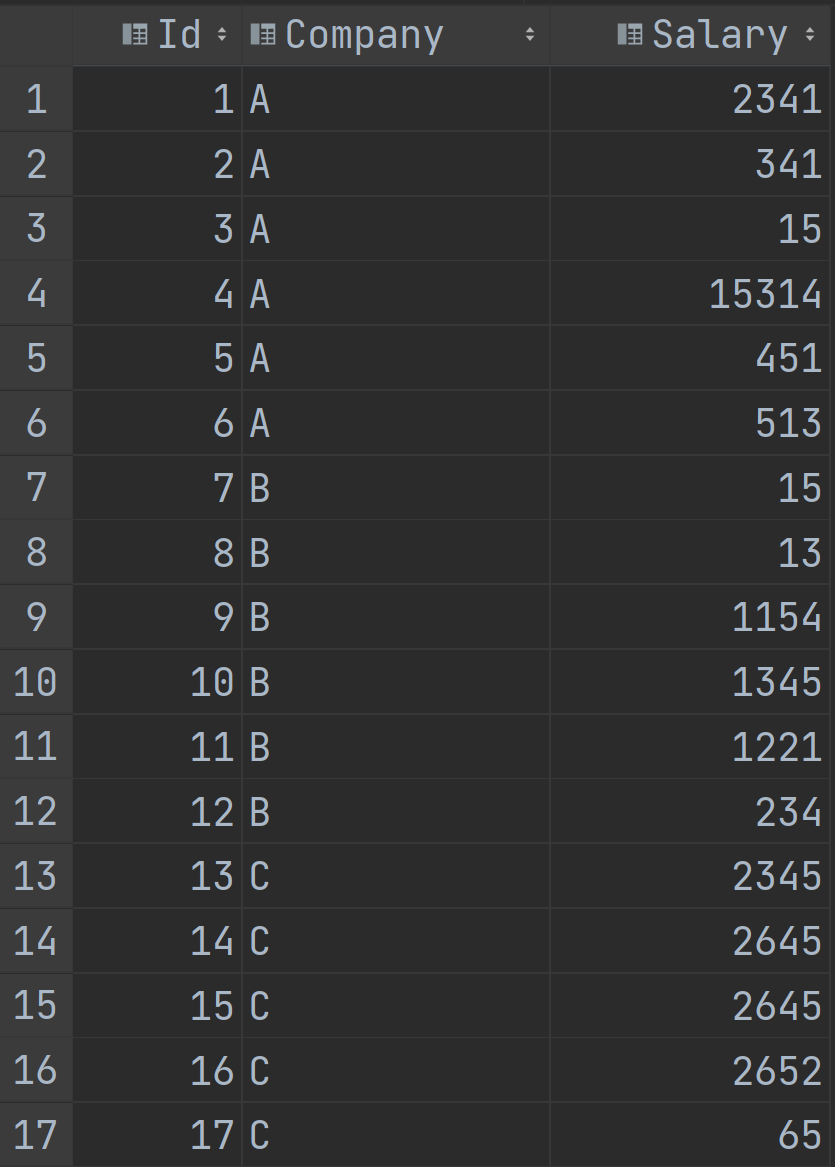 Id Company Salary
1 1 A 2341
2 2 A 341
3 3 A 15
4 4 A 15314
5 5 A 451
6 6 A 513
7 7 B 15
8 8 B 13
9 9 B 1154
10 10 B 1345
11 11 B 1221
12 12 B 234
13 13 C 2345
14 14 C 2645
15 15 C 2645
16 16 C 2652
17 17 C 65